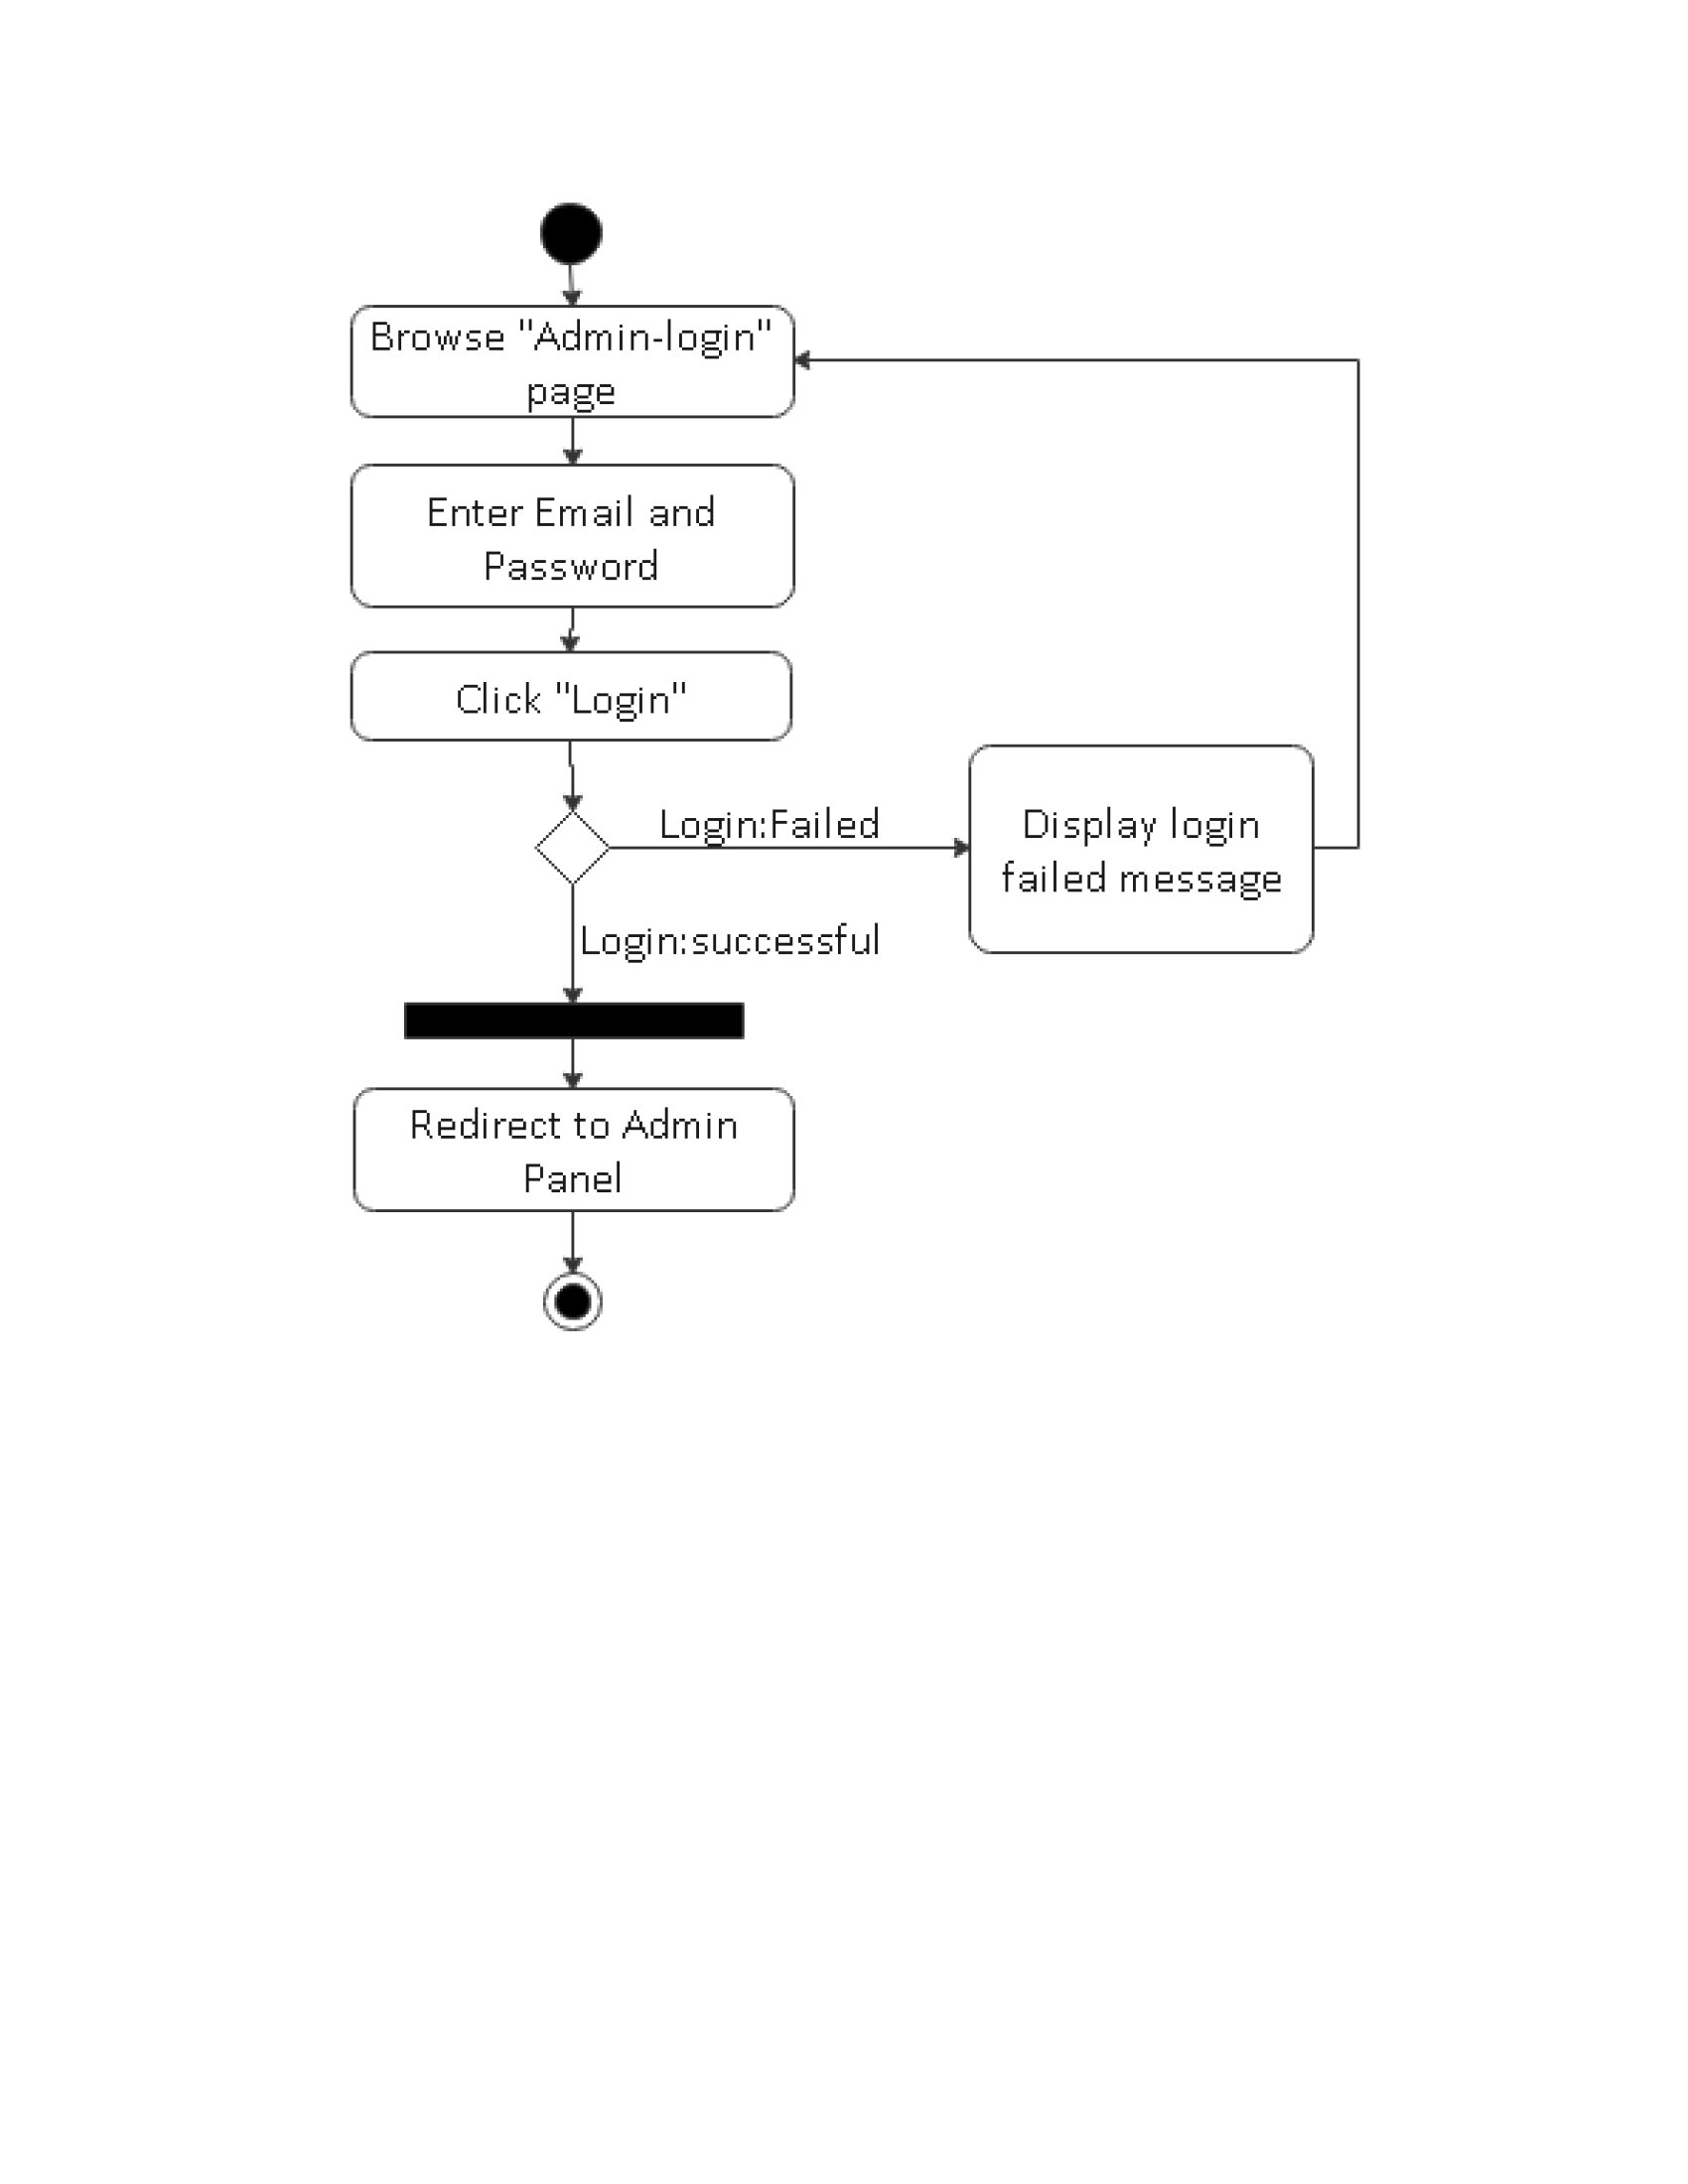 Browse "Admin-login"
page
Enter Email and
Password
Click "Login"
Login:Failed
Display login
failed message
Login:successful
Redirect to Admin
Panel